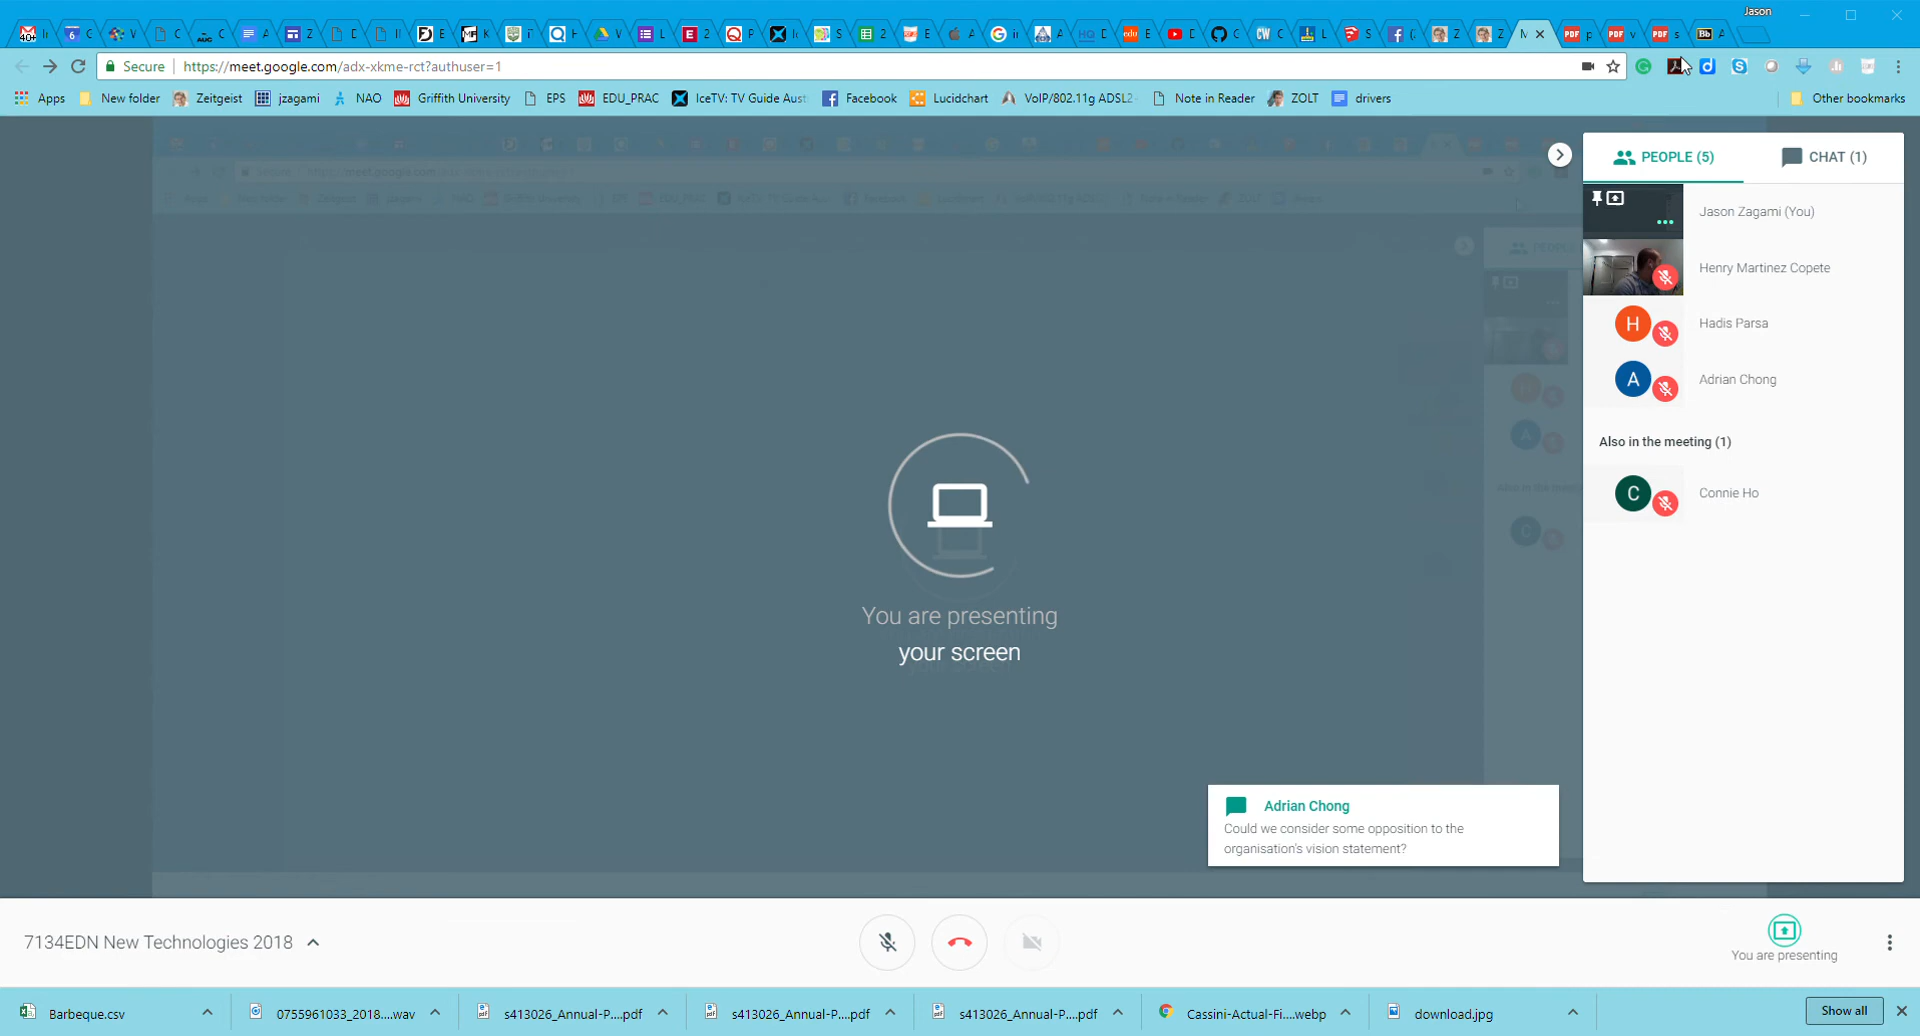 Jason
40+
Secure
https://meet.google.com/adx-xkme-rct?authuser=1
Apps New folder Zeitgeist jzagami NAO Griffith University EPS EDU_PRAC IceTV: TV Guide Aust Facebook Lucidchart VoIP/802.11g ADSL2 Note in Reader ZOLT drivers Other bookmarks
PEOPLE (5) CHAT (1)
Jason Zagami (You)
Henry Martinez Copete
H Hadis Parsa
A Adrian Chong
Also in the meeting (1)
C Connie Ho
You are presenting
your screen
Adrian Chong
Could we consider some opposition to the
organisation's vision statement?
7134EDN New Technologies 2018
You are presenting
Barbeque.csv 0755961033_2018....wav s413026_Annual-P....pdf s413026_Annual-P....pdf s413026_Annual-P....pdf Cassini-Actual-Fi....webp download.jpg Show all